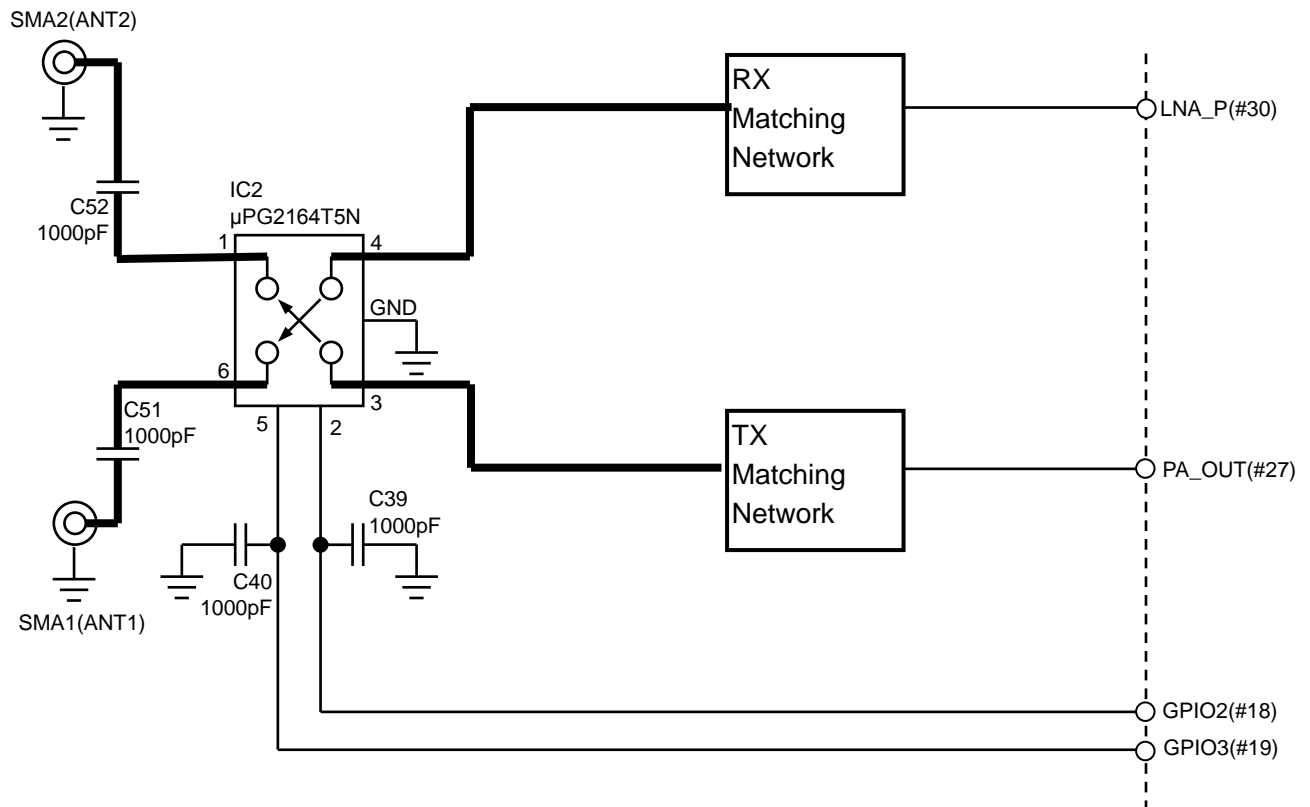 SMA2(ANT2)
RX
Matching
Network
LNA_P(#30)
C52
1000pF
IC2
µPG2164T5N
1
4
GND
6
3
5
2
C51
1000pF
TX
Matching
Network
PA_OUT(#27)
C39
1000pF
C40
1000pF
SMA1(ANT1)
GPIO2(#18)
GPIO3(#19)